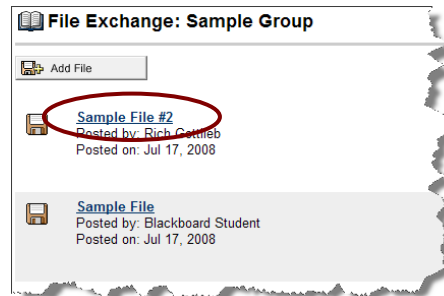 File Exchange: Sample Group
Add File
Sample File #2
Posted by: Rich Gottlieb
Posted on: Jul 17, 2008
Sample File
Posted by: Blackboard Student
Posted on: Jul 17, 2008